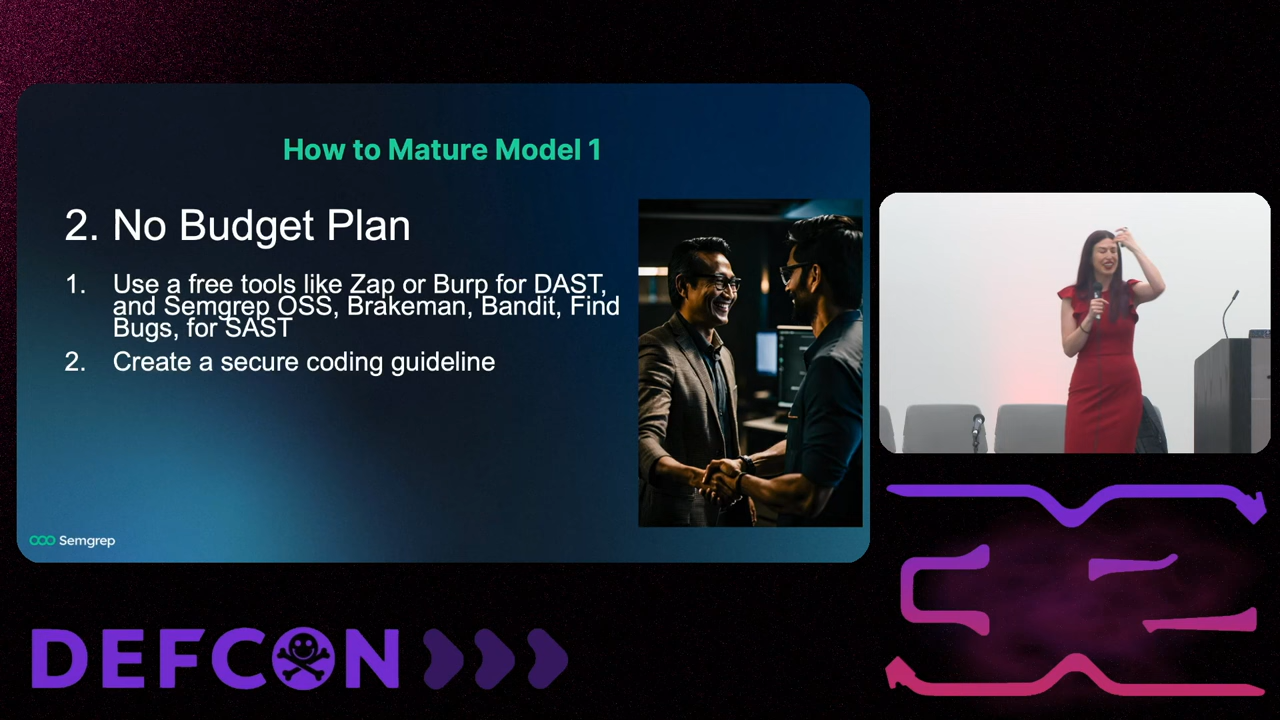 How to Mature Model 1
2. No Budget Plan
1. Use a free tools like Zap or Burp for DAST,
and Semgrep OSS, Brakeman, Bandit, Find
Bugs, for SAST
2. Create a secure coding guideline
Semgrep
DEFCON